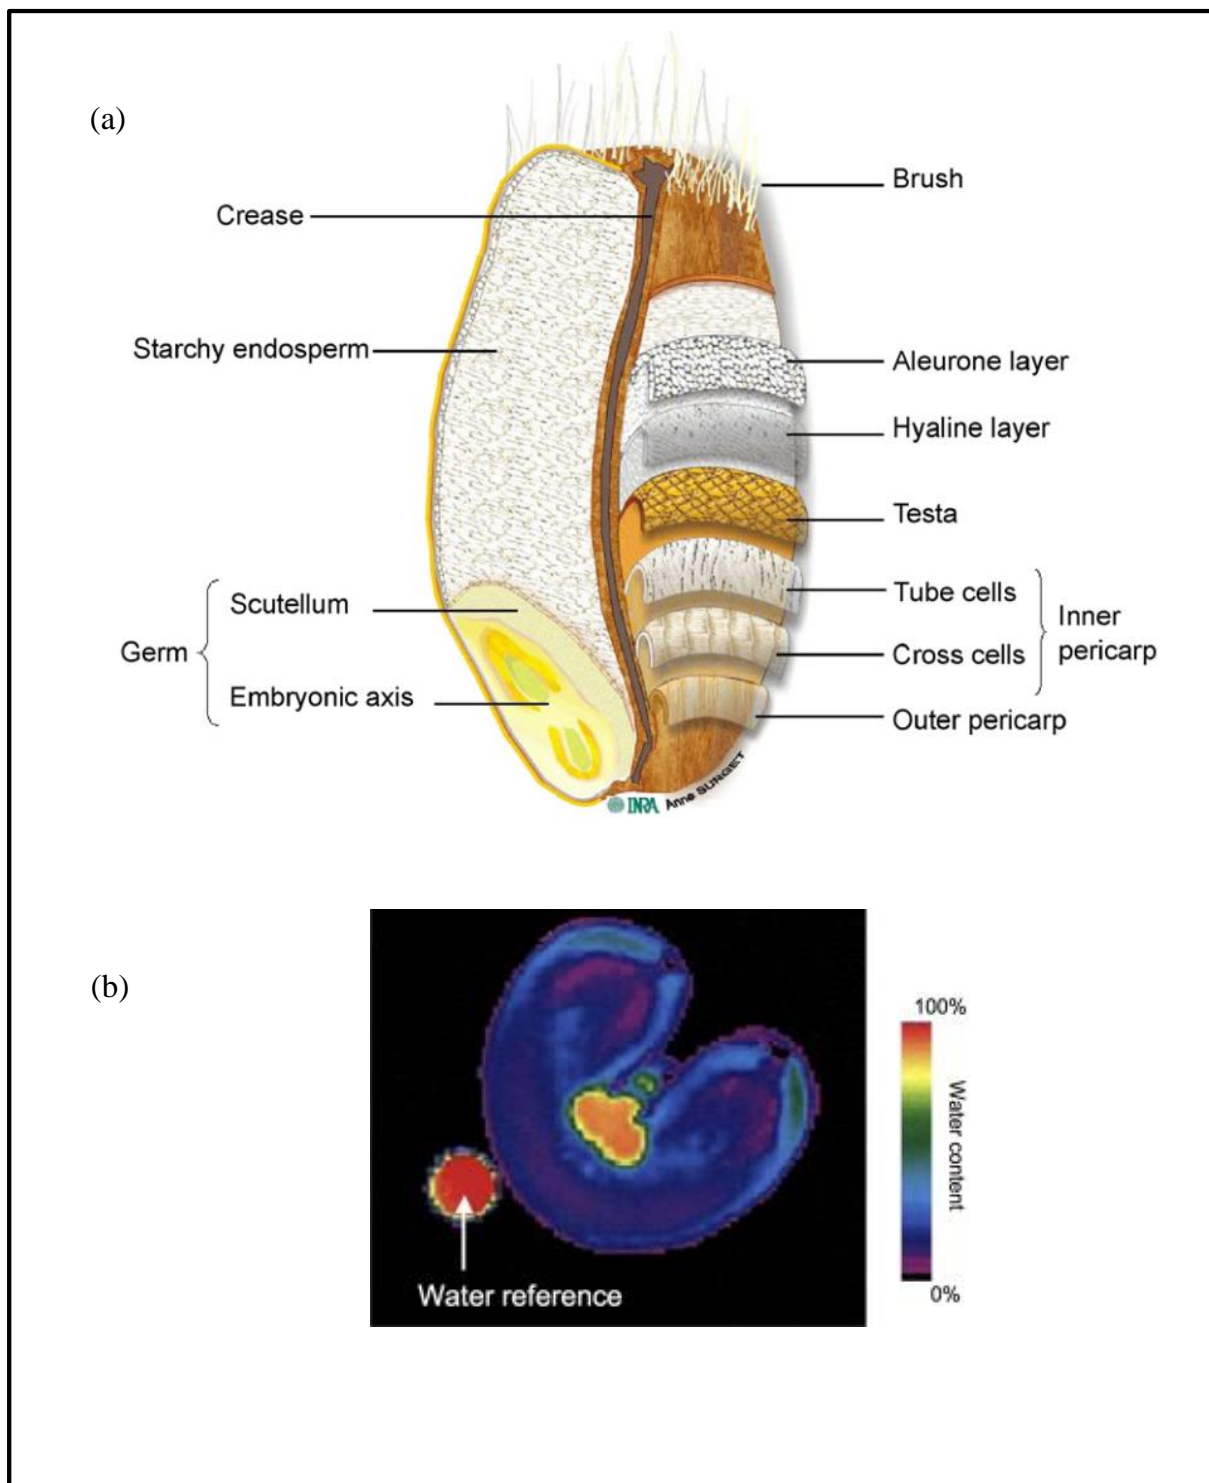 (a)
Brush
Crease
Starchy endosperm
Aleurone layer
Hyaline layer
Testa
Scutellum
Tube cells
Inner
pericarp
Germ
Cross cells
Embryonic axis
Outer pericarp
INRA Anne SURGET
(b)
100%
Water content
0%
Water reference